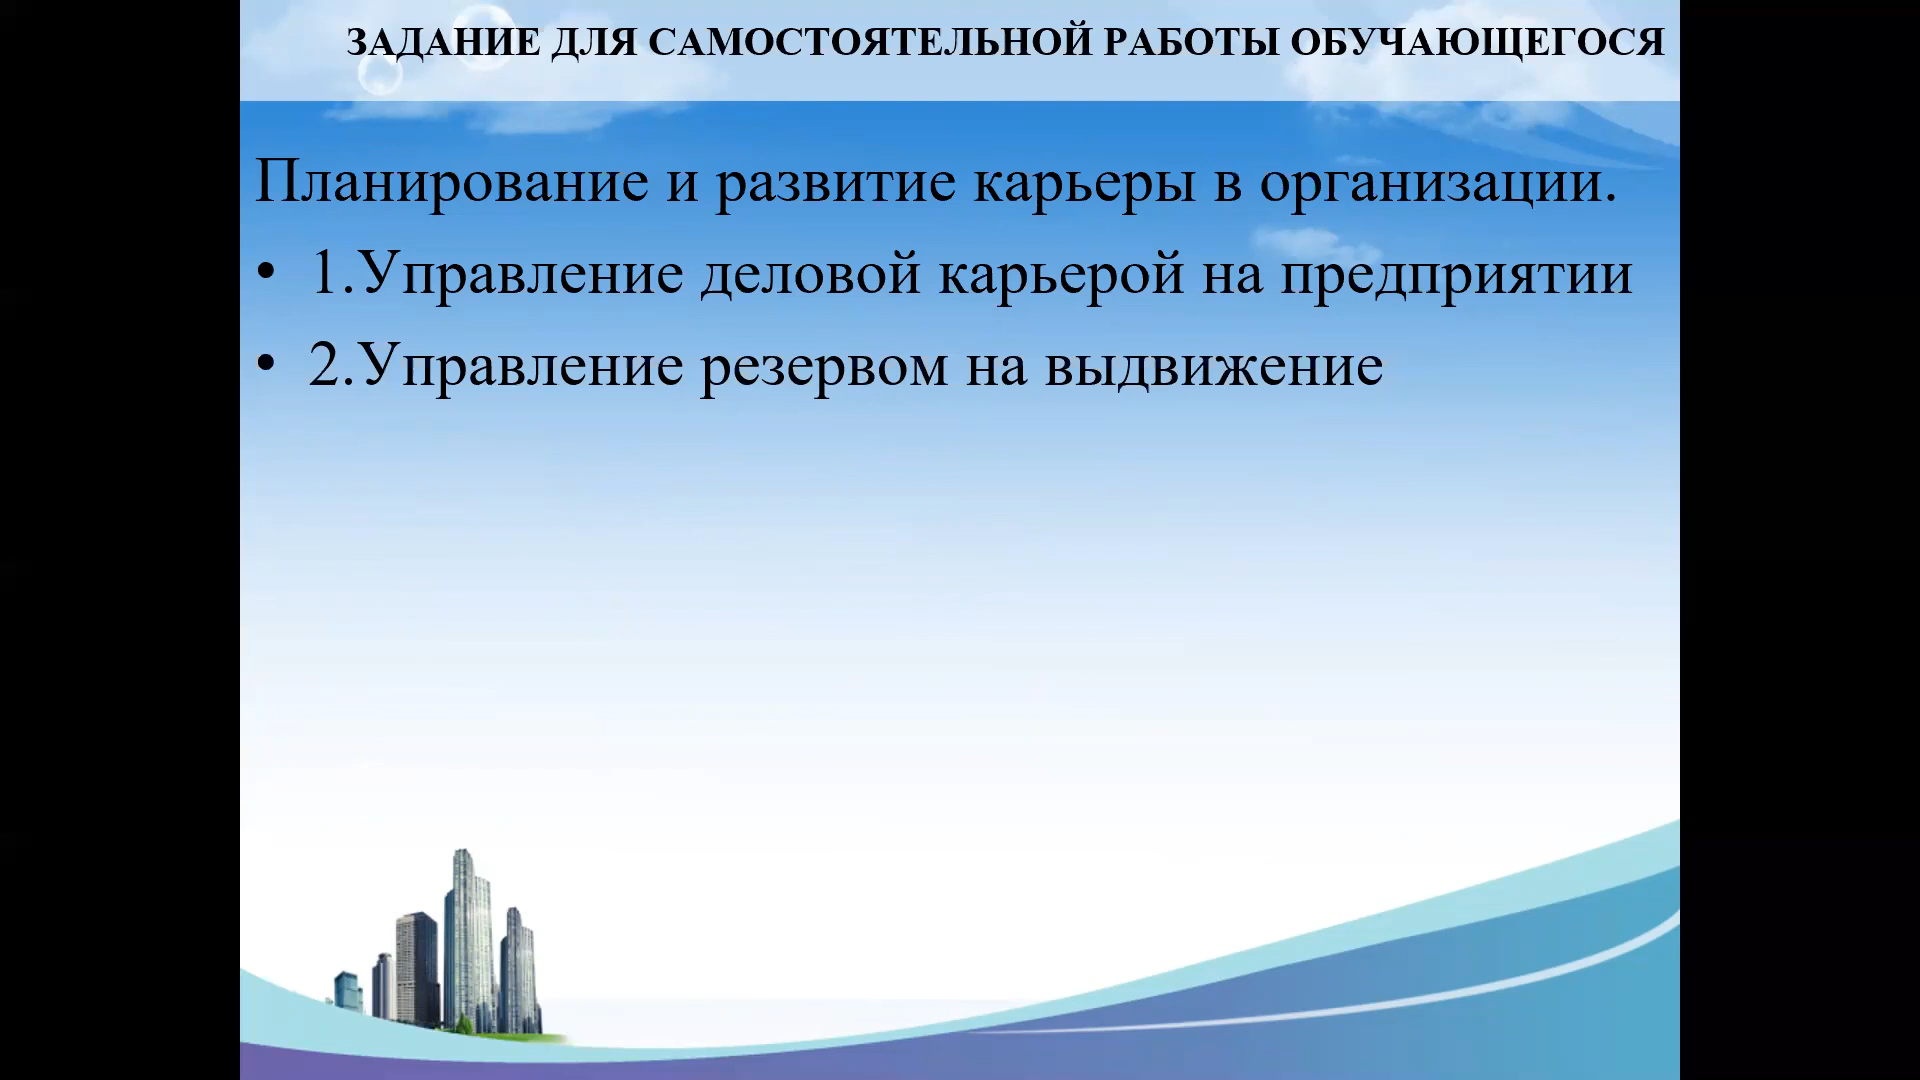 ЗАДАНИЕ ДЛЯ САМОСТОЯТЕЛЬНОЙ РАБОТЫ ОБУЧАЮЩЕГОСЯ
Планирование и развитие карьеры в организации.
• 1.Управление деловой карьерой на предприятии
• 2.Управление резервом на выдвижение